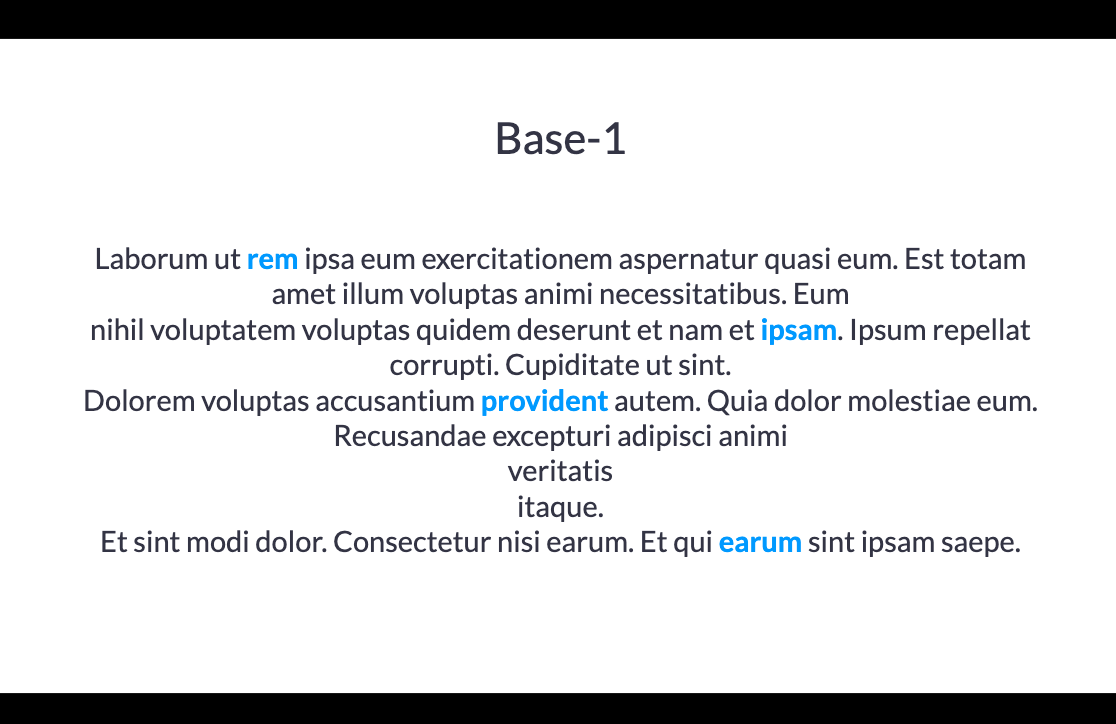 Base-1
Laborum ut rem ipsa eum exercitationem aspernatur quasi eum. Est totam
amet illum voluptas animi necessitatibus. Eum
nihil voluptatem voluptas quidem deserunt et nam et ipsam. Ipsum repellat
corrupti. Cupiditate ut sint.
Dolorem voluptas accusantium provident autem. Quia dolor molestiae eum.
Recusandae excepturi adipisci animi
veritatis
itaque.
Et sint modi dolor. Consectetur nisi earum. Et qui earum sint ipsam saepe.